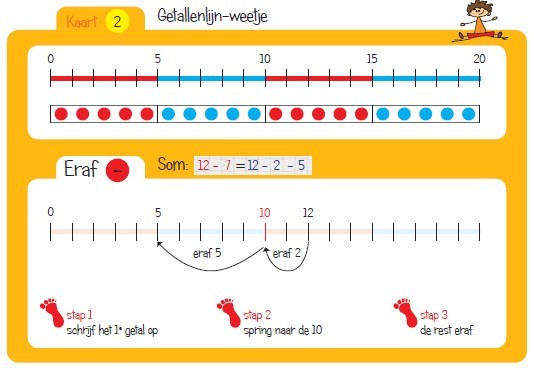 Kaart 2 Getallenlijn-weetje
0 5 10 15 20
Eraf - Som: 12 - 7 = 12 - 2 - 5
0 5 10 12
eraf 5 eraf 2
stap 1
schrijf het 1e getal op
stap 2
spring naar de 10
stap 3
de rest eraf